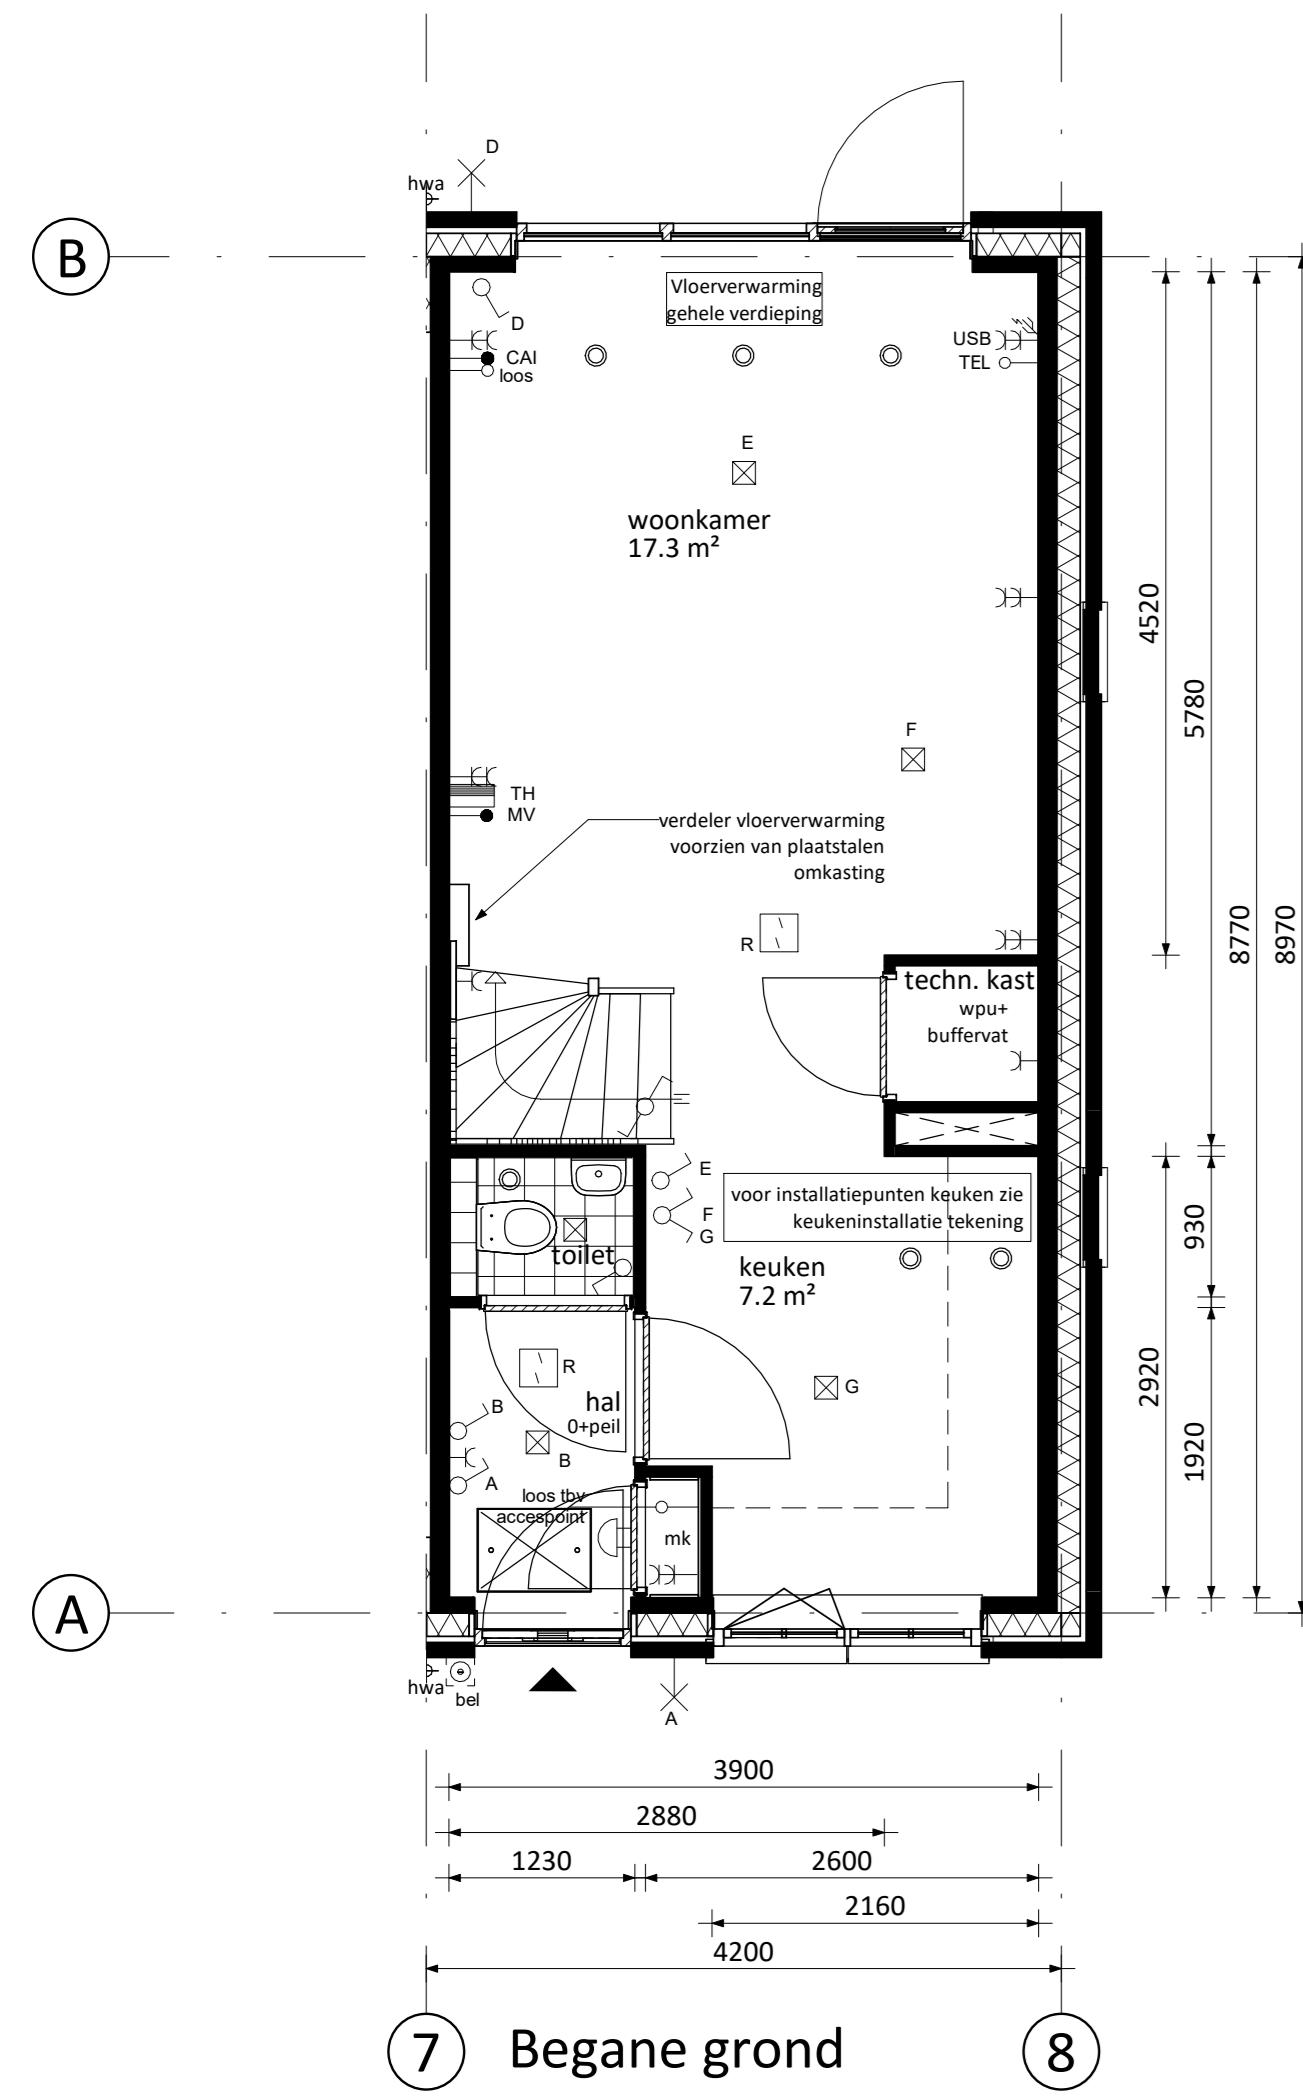 D
hwa
B
Vloerverwarming
gehele verdieping
D
CAI
loos
USB
TEL
E
woonkamer
17.3 m²
4520
5780
F
TH
MV
verdeler vloerverwarming
voorzien van plaatstalen
omkasting
8770
8970
R
techn. kast
wpu+
buffervat
E
F
G
voor installatiepunten keuken zie
keukeninstallatie tekening
930
toilet
keuken
7.2 m²
R
hal
0+peil
G
2920
B
B
1920
A
loos tbv
accespoint
mk
A
hwa
bel
A
3900
2880
1230
2600
2160
4200
7
Begane grond
8